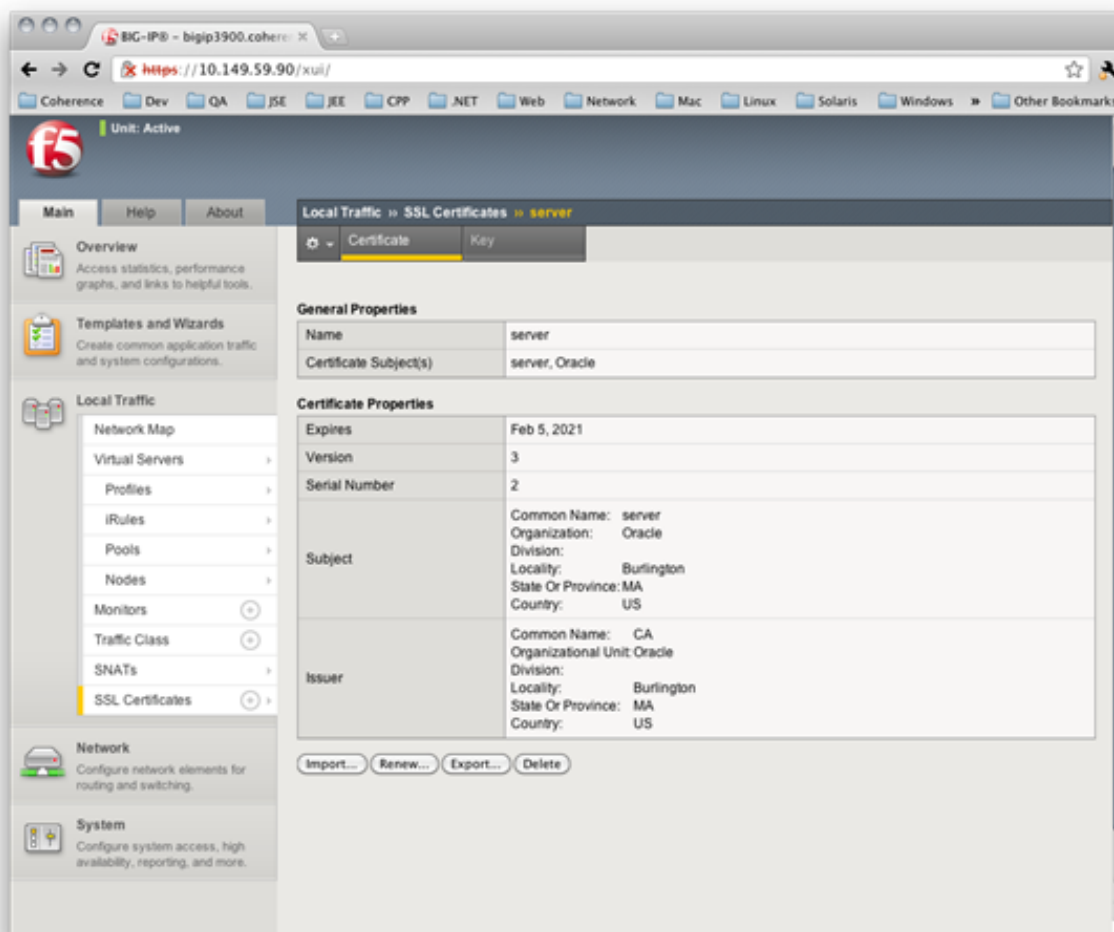 BIG-IP® – bigip3900.cohere
https://10.149.59.90/xui/
Coherence Dev QA JSE JEE CPP .NET Web Network Mac Linux Solaris Windows » Other Bookmarks
f5
Unit: Active
Main Help About
Local Traffic » SSL Certificates » server
Certificate Key
Overview
Access statistics, performance
graphs, and links to helpful tools.
Templates and Wizards
Create common application traffic
and system configurations.
Local Traffic
Network Map
Virtual Servers
Profiles
iRules
Pools
Nodes
Monitors
Traffic Class
SNATs
SSL Certificates
Network
Configure network elements for
routing and switching.
System
Configure system access, high
availability, reporting, and more.
General Properties
Name server
Certificate Subject(s) server, Oracle
Certificate Properties
Expires Feb 5, 2021
Version 3
Serial Number 2
Subject
Common Name: server
Organization: Oracle
Division:
Locality: Burlington
State Or Province: MA
Country: US
Issuer
Common Name: CA
Organizational Unit: Oracle
Division:
Locality: Burlington
State Or Province: MA
Country: US
Import... Renew... Export... Delete